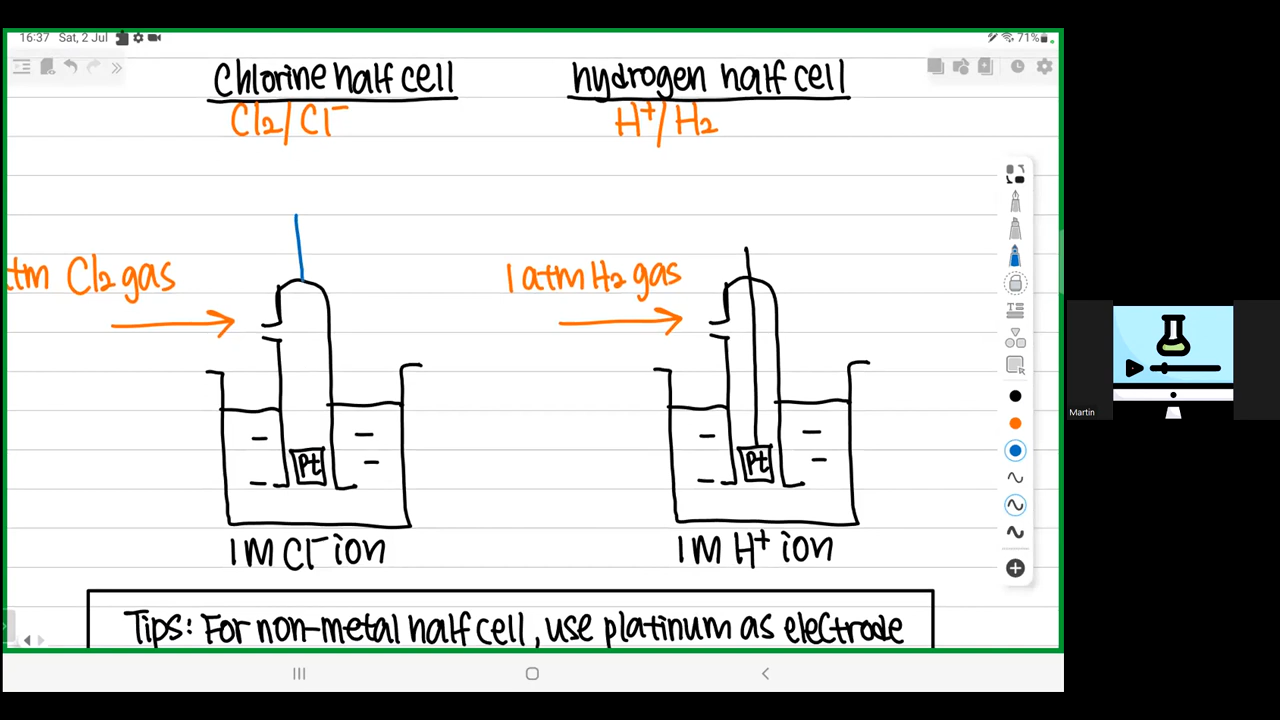 16:37 Sat, 2 Jul 71%
Chlorine half cell hydrogen half cell
Cl₂/Cl⁻ H⁺/H₂
tm Cl₂ gas 1 atm H₂ gas
Pt Pt
1M Cl⁻ ion 1M H⁺ ion
Tips: For non-metal half cell, use platinum as electrode
Martin